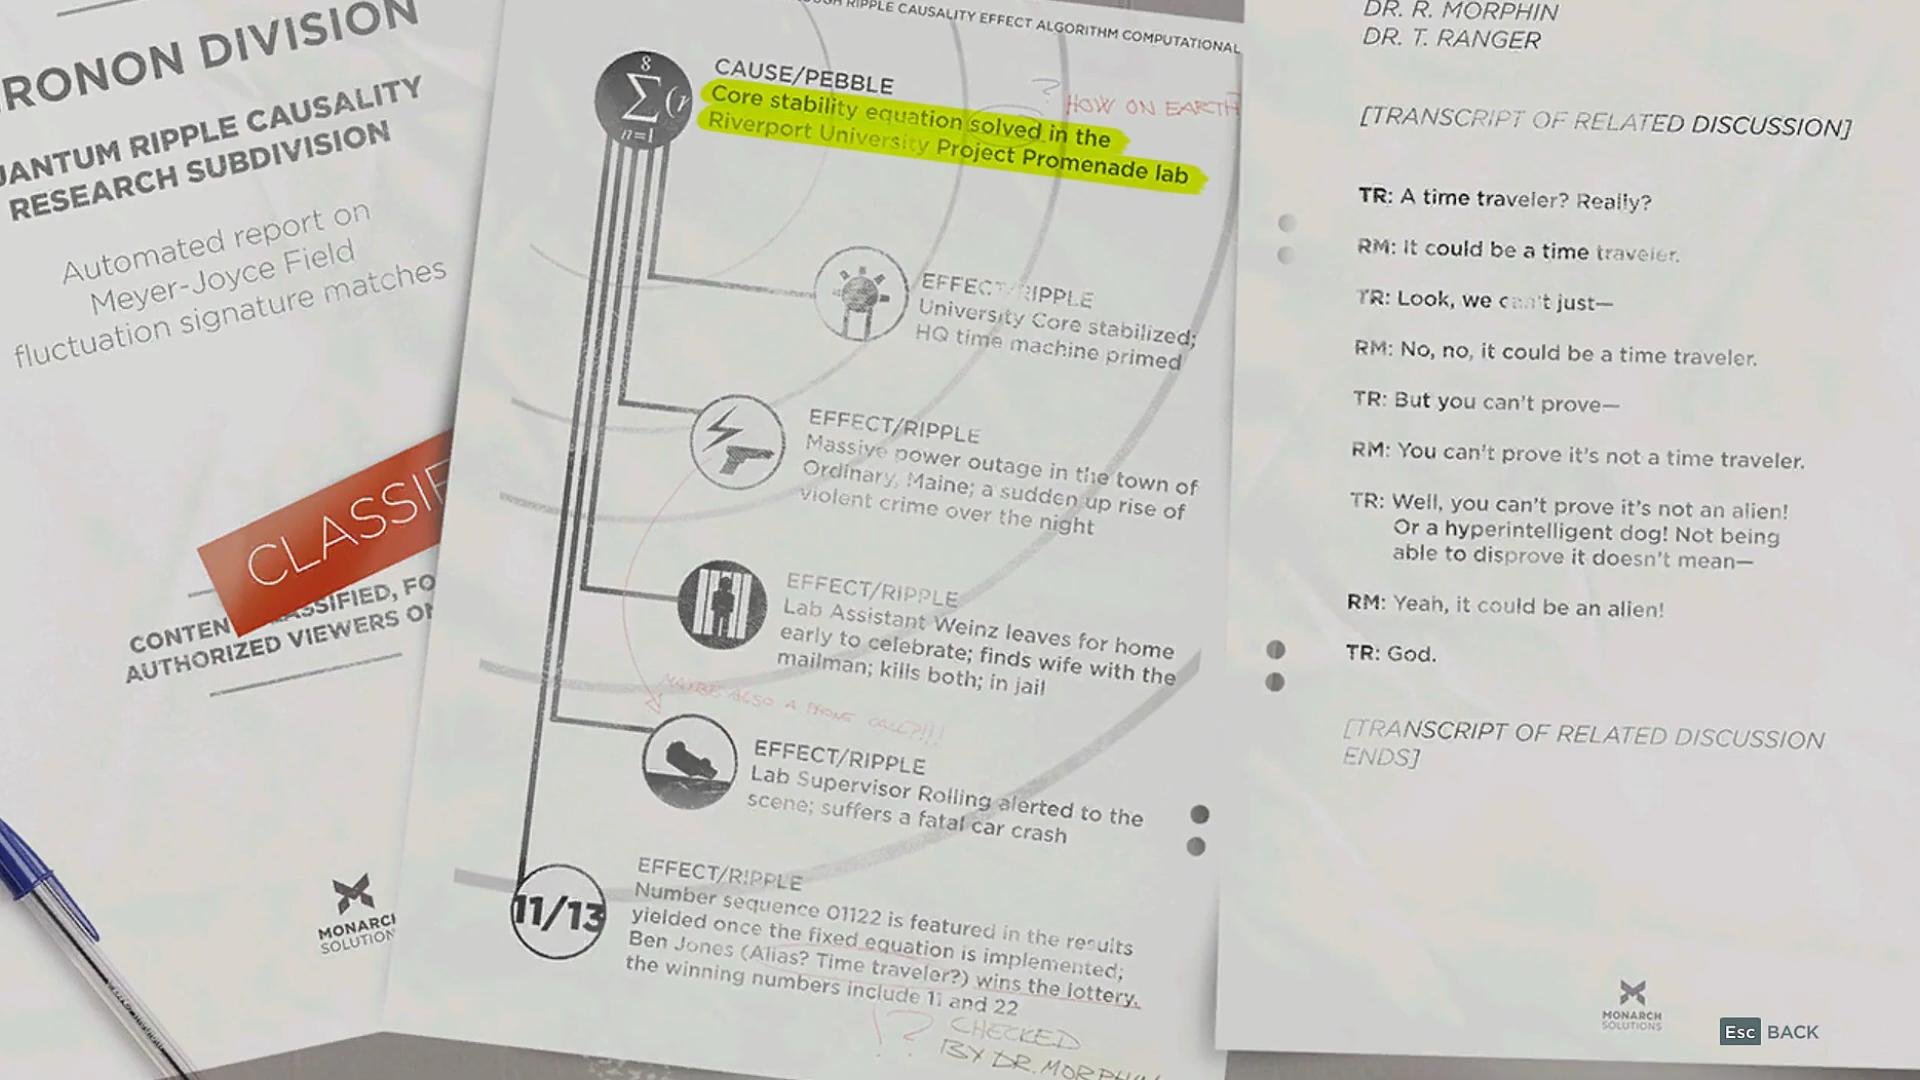 RONON DIVISION
UANTUM RIPPLE CAUSALITY
RESEARCH SUBDIVISION
Automated report on
Meyer-Joyce Field
fluctuation signature matches
CLASSIF
CONTEN ASSIFIED, FO
AUTHORIZED VIEWERS ON
MONARCH
SOLUTION
RIPPLE CAUSALITY EFFECT ALGORITHM COMPUTATIONAL
8
Σ(r
n=1
CAUSE/PEBBLE
Core stability equation solved in the
Riverport University Project Promenade lab
? HOW ON EARTH
EFFECT/RIPPLE
University Core stabilized;
HQ time machine primed
EFFECT/RIPPLE
Massive power outage in the town of
Ordinary, Maine; a sudden up rise of
violent crime over the night
EFFECT/RIPPLE
Lab Assistant Weinz leaves for home
early to celebrate; finds wife with the
mailman; kills both; in jail
MAYBE ALSO A PHONE CALL?!!!
EFFECT/RIPPLE
Lab Supervisor Rolling alerted to the
scene; suffers a fatal car crash
11/13
EFFECT/RIPPLE
Number sequence 01122 is featured in the results
yielded once the fixed equation is implemented;
Ben Jones (Alias? Time traveler?) wins the lottery,
the winning numbers include 11 and 22
!? CHECKED
BY DR. MORPHIN
DR. R. MORPHIN
DR. T. RANGER
[TRANSCRIPT OF RELATED DISCUSSION]
TR: A time traveler? Really?
RM: It could be a time traveler.
TR: Look, we can't just—
RM: No, no, it could be a time traveler.
TR: But you can't prove—
RM: You can't prove it's not a time traveler.
TR: Well, you can't prove it's not an alien!
Or a hyperintelligent dog! Not being
able to disprove it doesn't mean—
RM: Yeah, it could be an alien!
TR: God.
[TRANSCRIPT OF RELATED DISCUSSION
ENDS]
MONARCH
SOLUTIONS
Esc BACK